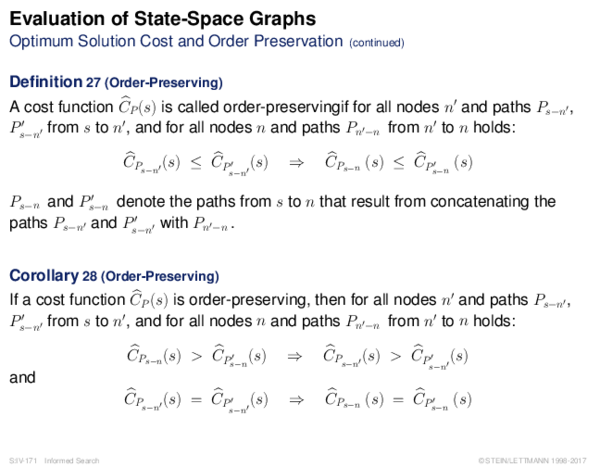 Evaluation of State-Space Graphs
Optimum Solution Cost and Order Preservation (continued)
Definition 27 (Order-Preserving)
A cost function $\widehat{C}_P(s)$ is called order-preservingif for all nodes $n'$ and paths $P_{s-n'}$,
$P'_{s-n'}$ from $s$ to $n'$, and for all nodes $n$ and paths $P_{n'-n}$ from $n'$ to $n$ holds:
$\widehat{C}_{P_{s-n'}}(s) \leq \widehat{C}_{P'_{s-n'}}(s) \Rightarrow \widehat{C}_{P_{s-n}}(s) \leq \widehat{C}_{P'_{s-n}}(s)$
$P_{s-n}$ and $P'_{s-n}$ denote the paths from $s$ to $n$ that result from concatenating the
paths $P_{s-n'}$ and $P'_{s-n'}$ with $P_{n'-n}$.
Corollary 28 (Order-Preserving)
If a cost function $\widehat{C}_P(s)$ is order-preserving, then for all nodes $n'$ and paths $P_{s-n'}$,
$P'_{s-n'}$ from $s$ to $n'$, and for all nodes $n$ and paths $P_{n'-n}$ from $n'$ to $n$ holds:
$\widehat{C}_{P_{s-n}}(s) > \widehat{C}_{P'_{s-n}}(s) \Rightarrow \widehat{C}_{P_{s-n'}}(s) > \widehat{C}_{P'_{s-n'}}(s)$
and
$\widehat{C}_{P_{s-n'}}(s) = \widehat{C}_{P'_{s-n'}}(s) \Rightarrow \widehat{C}_{P_{s-n}}(s) = \widehat{C}_{P'_{s-n}}(s)$
S:IV-171 Informed Search ©STEIN/LETTMANN 1998-2017